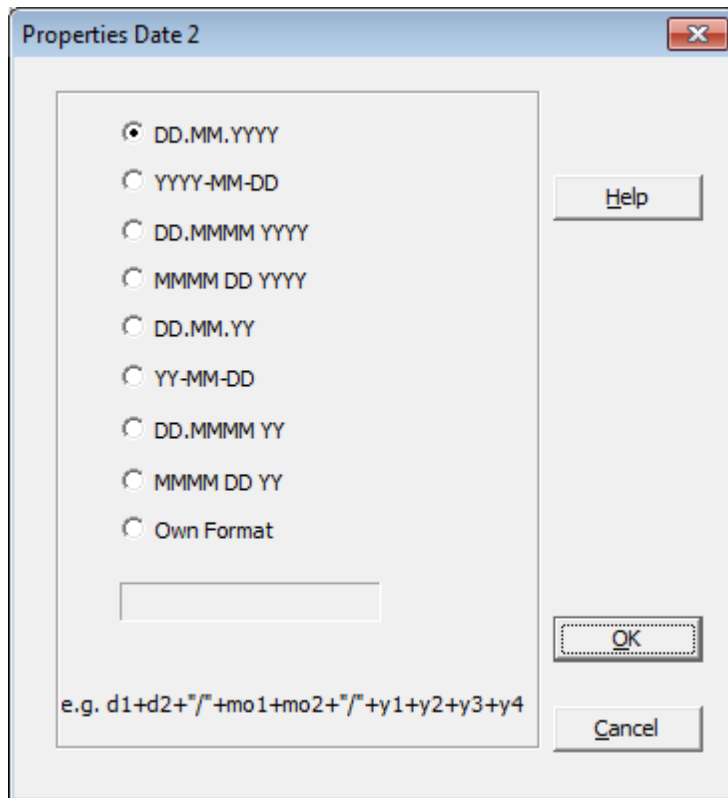 Properties Date 2
DD.MM.YYYY
YYYY-MM-DD
Help
DD.MMMM YYYY
MMMM DD YYYY
DD.MM.YY
YY-MM-DD
DD.MMMM YY
MMMM DD YY
Own Format
OK
e.g. d1+d2+"/"+mo1+mo2+"/"+y1+y2+y3+y4
Cancel